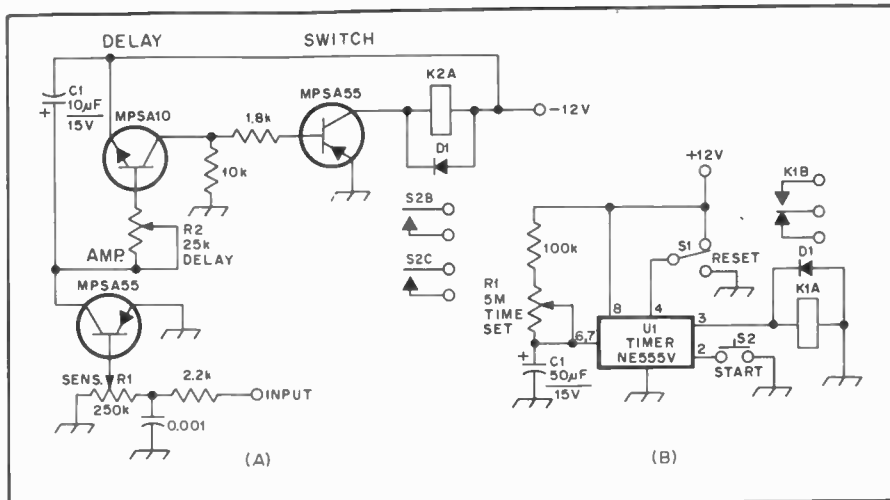 DELAY
SWITCH
C1
10µF
15V
+
MPSA10
1.8k
MPSA55
K2A
-12V
D1
10k
R2
25k
DELAY
AMP.
MPSA55
S2B
S2C
SENS. R1
250k
2.2k
INPUT
0.001
(A)
+12V
K1B
100k
S1
RESET
D1
R1
5M
TIME
SET
8
4
6,7
U1
TIMER
NE555V
3
2
K1A
S2
START
+
C1
50µF
15V
(B)